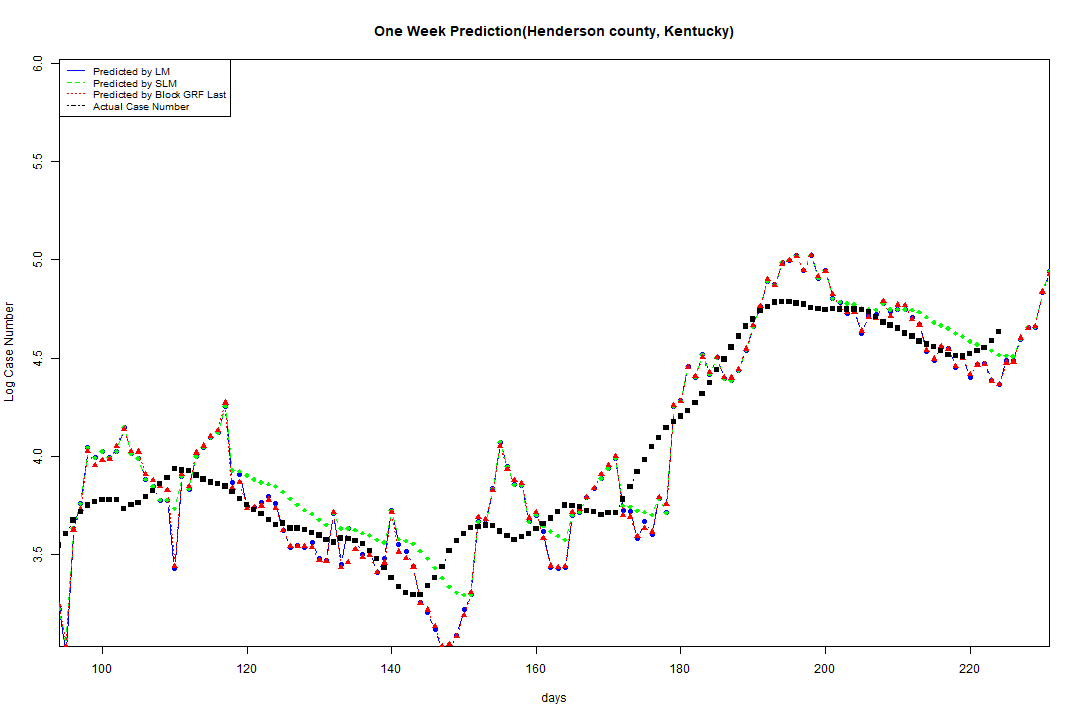 One Week Prediction(Henderson county, Kentucky)
Predicted by LM
Predicted by SLM
Predicted by Block GRF Last
Actual Case Number
6.0
5.5
5.0
4.5
4.0
3.5
Log Case Number
100 120 140 160 180 200 220
days